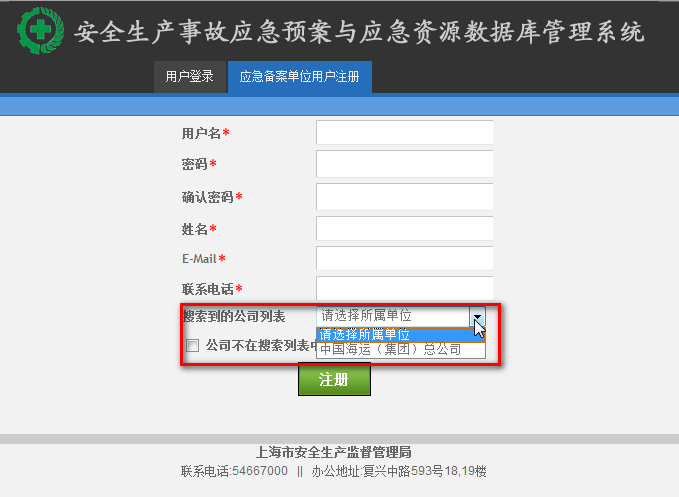 安全生产事故应急预案与应急资源数据库管理系统
用户登录 应急备案单位用户注册
用户名*
密码*
确认密码*
姓名*
E-Mail*
联系电话*
搜索到的公司列表 请选择所属单位
请选择所属单位
公司不在搜索列表中 中国海运（集团）总公司
注册
上海市安全生产监督管理局
联系电话:54667000 || 办公地址:复兴中路593号18,19楼